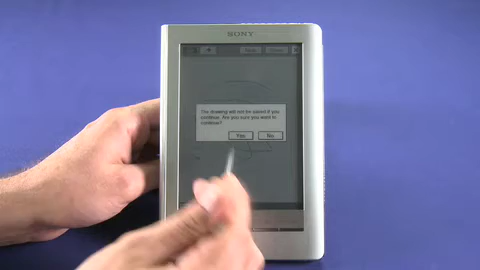 SONY
The drawing will not be saved if you
continue. Are you sure you want to
continue?
Yes No